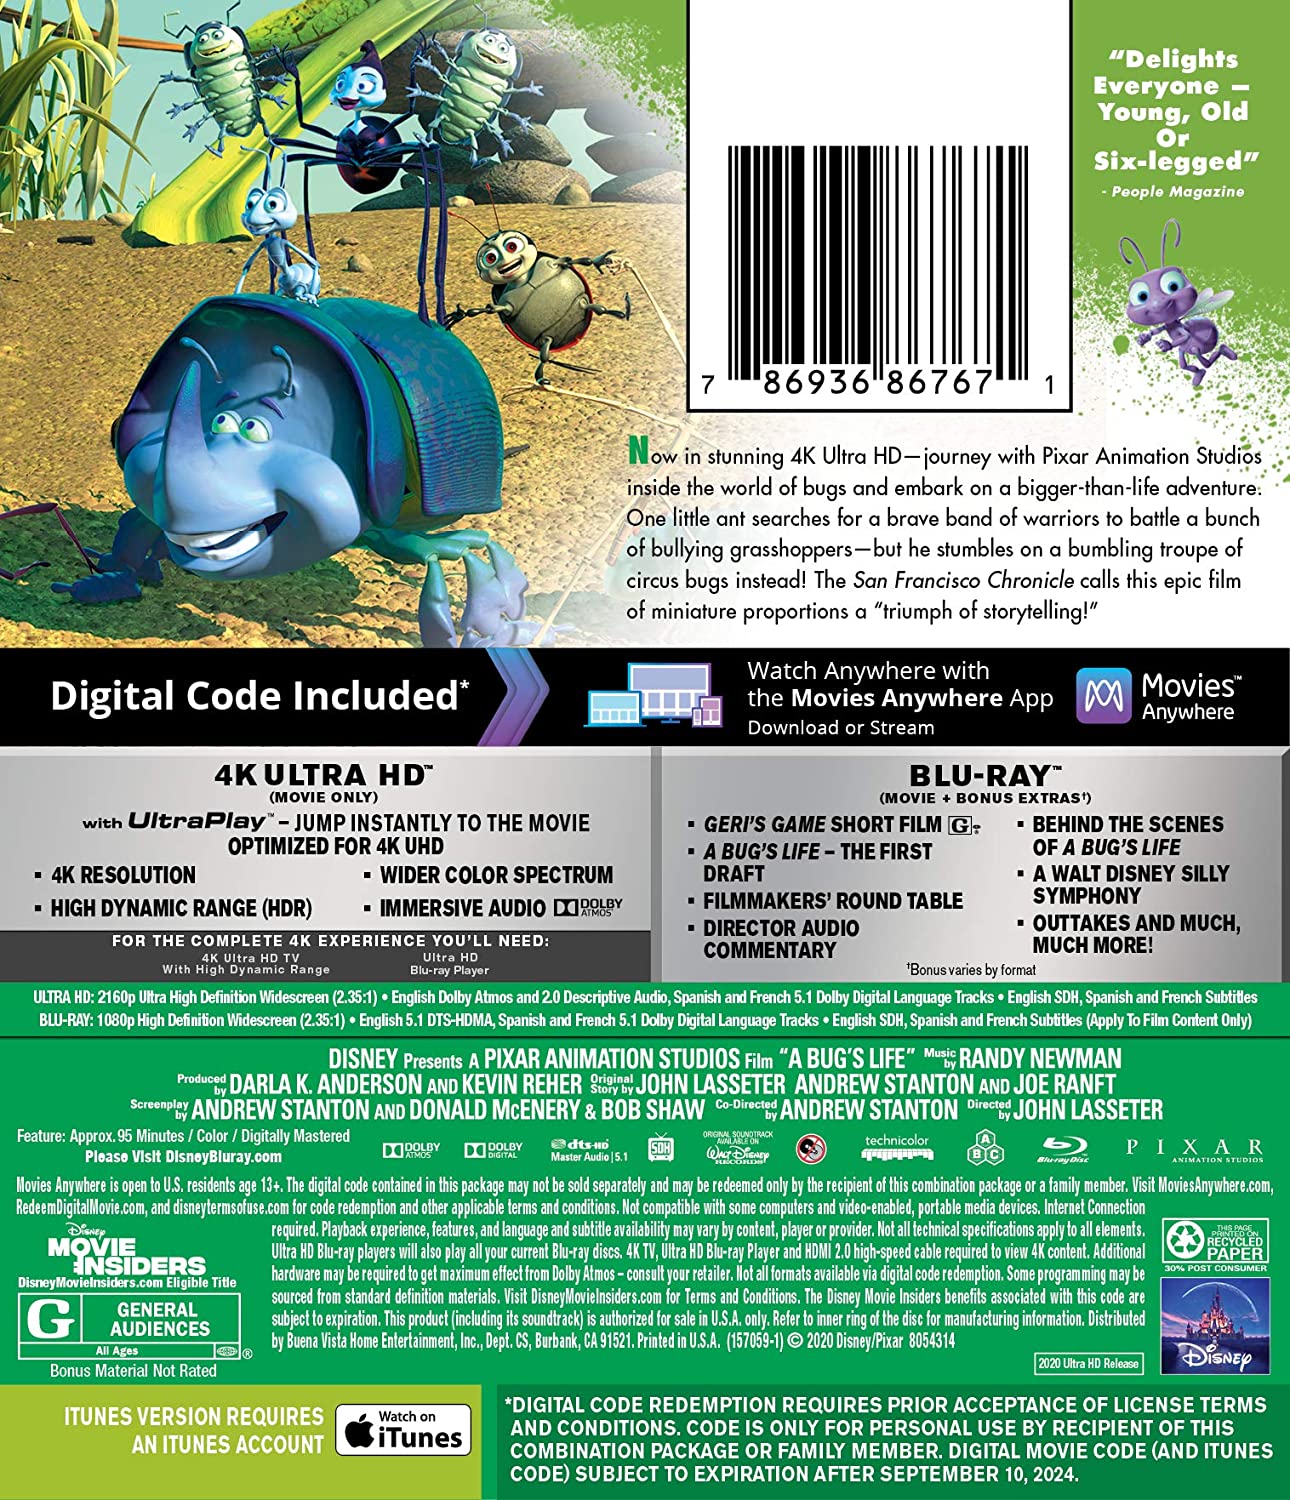 “Delights
Everyone –
Young, Old
Or
Six-legged”
- People Magazine
7 86936 86767 1
Now in stunning 4K Ultra HD—journey with Pixar Animation Studios
inside the world of bugs and embark on a bigger-than-life adventure.
One little ant searches for a brave band of warriors to battle a bunch
of bullying grasshoppers—but he stumbles on a bumbling troupe of
circus bugs instead! The San Francisco Chronicle calls this epic film
of miniature proportions a “triumph of storytelling!”
Digital Code Included*
Watch Anywhere with
the Movies Anywhere App
Download or Stream
Movies™
Anywhere
4K ULTRA HD™
(MOVIE ONLY)
with UltraPlay™ – JUMP INSTANTLY TO THE MOVIE
OPTIMIZED FOR 4K UHD
▪ 4K RESOLUTION
▪ HIGH DYNAMIC RANGE (HDR)
▪ WIDER COLOR SPECTRUM
▪ IMMERSIVE AUDIO DOLBY ATMOS
FOR THE COMPLETE 4K EXPERIENCE YOU’LL NEED:
4K Ultra HD TV
With High Dynamic Range
Ultra HD
Blu-ray Player
BLU-RAY™
(MOVIE + BONUS EXTRAS†)
▪ GERI’S GAME SHORT FILM G
▪ A BUG’S LIFE – THE FIRST
DRAFT
▪ FILMMAKERS’ ROUND TABLE
▪ DIRECTOR AUDIO
COMMENTARY
▪ BEHIND THE SCENES
OF A BUG’S LIFE
▪ A WALT DISNEY SILLY
SYMPHONY
▪ OUTTAKES AND MUCH,
MUCH MORE!
†Bonus varies by format
ULTRA HD: 2160p Ultra High Definition Widescreen (2.35:1) • English Dolby Atmos and 2.0 Descriptive Audio, Spanish and French 5.1 Dolby Digital Language Tracks • English SDH, Spanish and French Subtitles
BLU-RAY: 1080p High Definition Widescreen (2.35:1) • English 5.1 DTS-HDMA, Spanish and French 5.1 Dolby Digital Language Tracks • English SDH, Spanish and French Subtitles (Apply To Film Content Only)
DISNEY Presents A PIXAR ANIMATION STUDIOS Film “A BUG’S LIFE” Music by RANDY NEWMAN
Produced by DARLA K. ANDERSON AND KEVIN REHER Original Story by JOHN LASSETER ANDREW STANTON AND JOE RANFT
Screenplay by ANDREW STANTON AND DONALD McENERY & BOB SHAW Co-Directed by ANDREW STANTON Directed by JOHN LASSETER
Feature: Approx. 95 Minutes / Color / Digitally Mastered
Please Visit DisneyBluray.com
DOLBY ATMOS
DOLBY DIGITAL
dts-HD Master Audio | 5.1
SDH
ORIGINAL SOUNDTRACK AVAILABLE ON WALT DISNEY RECORDS
technicolor
A B C
Blu-ray Disc
PIXAR
ANIMATION STUDIOS
Movies Anywhere is open to U.S. residents age 13+. The digital code contained in this package may not be sold separately and may be redeemed only by the recipient of this combination package or a family member. Visit MoviesAnywhere.com,
RedeemDigitalMovie.com, and disneytermsofuse.com for code redemption and other applicable terms and conditions. Not compatible with some computers and video-enabled, portable media devices. Internet Connection
required. Playback experience, features, and language and subtitle availability may vary by content, player or provider. Not all technical specifications apply to all elements.
Ultra HD Blu-ray players will also play all your current Blu-ray discs. 4K TV, Ultra HD Blu-ray Player and HDMI 2.0 high-speed cable required to view 4K content. Additional
hardware may be required to get maximum effect from Dolby Atmos – consult your retailer. Not all formats available via digital code redemption. Some programming may be
sourced from standard definition materials. Visit DisneyMovieInsiders.com for Terms and Conditions. The Disney Movie Insiders benefits associated with this code are
subject to expiration. This product (including its soundtrack) is authorized for sale in U.S.A. only. Refer to inner ring of the disc for manufacturing information. Distributed
by Buena Vista Home Entertainment, Inc., Dept. CS, Burbank, CA 91521. Printed in U.S.A. (157059-1) © 2020 Disney/Pixar 8054314
Disney
MOVIE
INSIDERS
DisneyMovieInsiders.com Eligible Title
G GENERAL
AUDIENCES
All Ages
®
Bonus Material Not Rated
THIS PAGE
PRINTED ON
RECYCLED
PAPER
30% POST CONSUMER
Disney
2020 Ultra HD Release
ITUNES VERSION REQUIRES
AN ITUNES ACCOUNT
Watch on
iTunes
*DIGITAL CODE REDEMPTION REQUIRES PRIOR ACCEPTANCE OF LICENSE TERMS
AND CONDITIONS. CODE IS ONLY FOR PERSONAL USE BY RECIPIENT OF THIS
COMBINATION PACKAGE OR FAMILY MEMBER. DIGITAL MOVIE CODE (AND ITUNES
CODE) SUBJECT TO EXPIRATION AFTER SEPTEMBER 10, 2024.